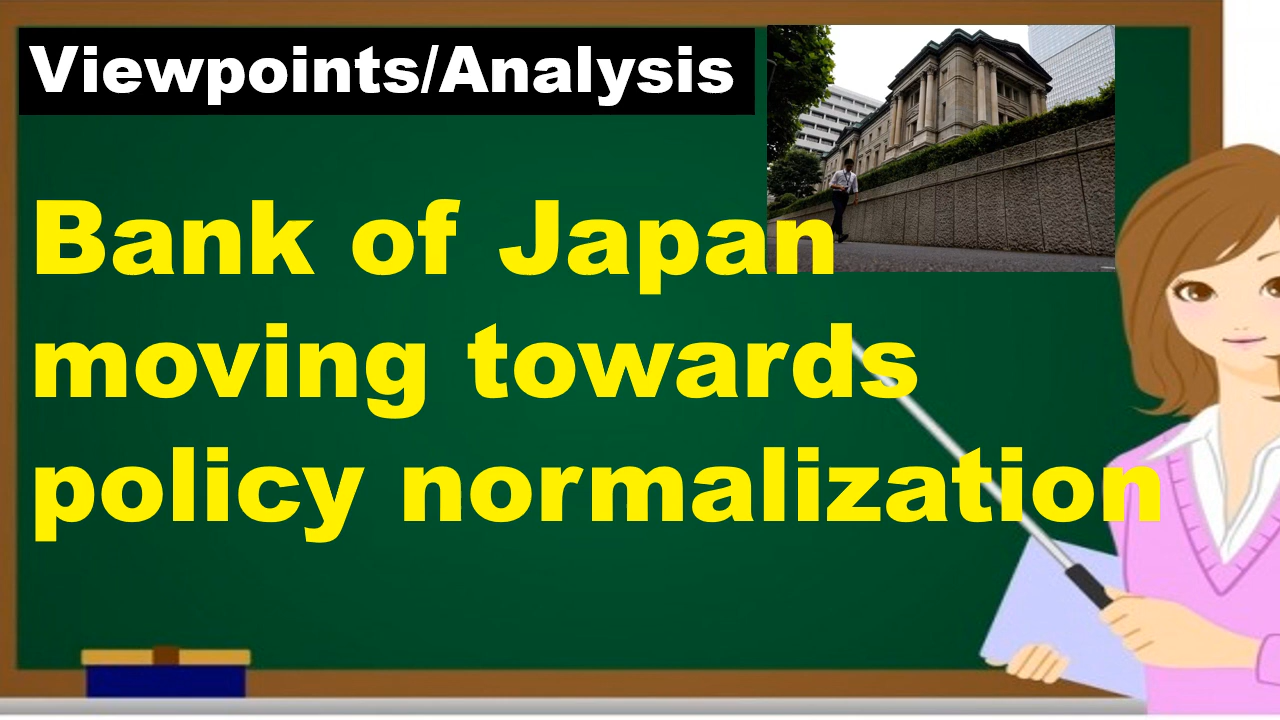 Viewpoints/Analysis
Bank of Japan
moving towards
policy normalization